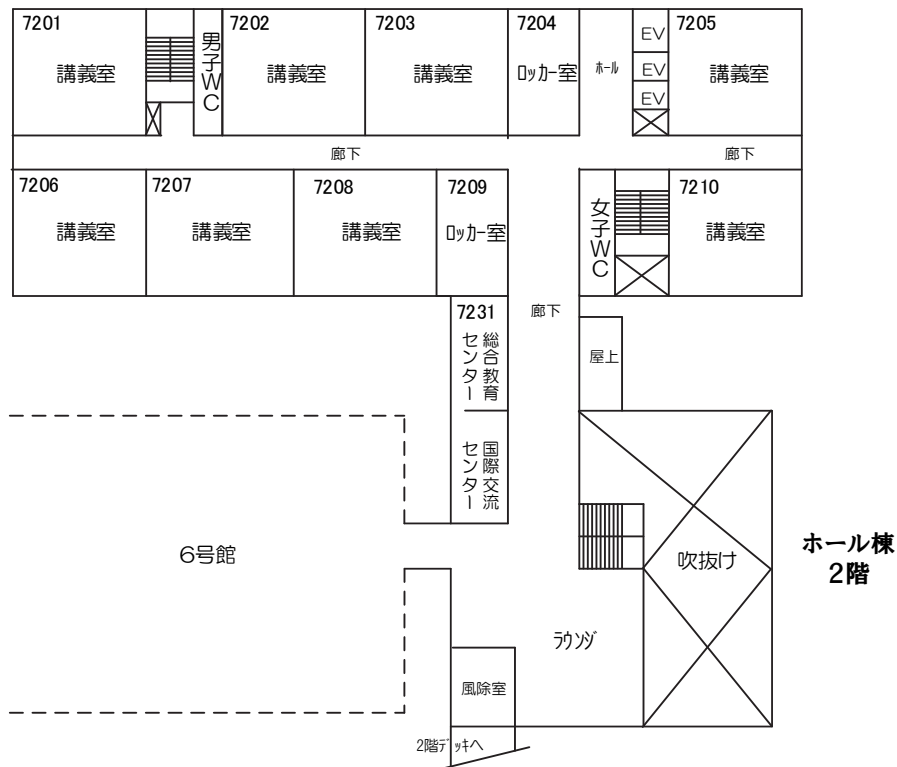 7201
講義室
男子WC
7202
講義室
7203
講義室
7204
ロッカー室
ホール
EV
EV
EV
7205
講義室
廊下
廊下
7206
講義室
7207
講義室
7208
講義室
7209
ロッカー室
女子WC
7210
講義室
7231
総合教育
センター
廊下
屋上
国際交流
センター
6号館
吹抜け
ホール棟
2階
ラウンジ
風除室
2階デッキへ